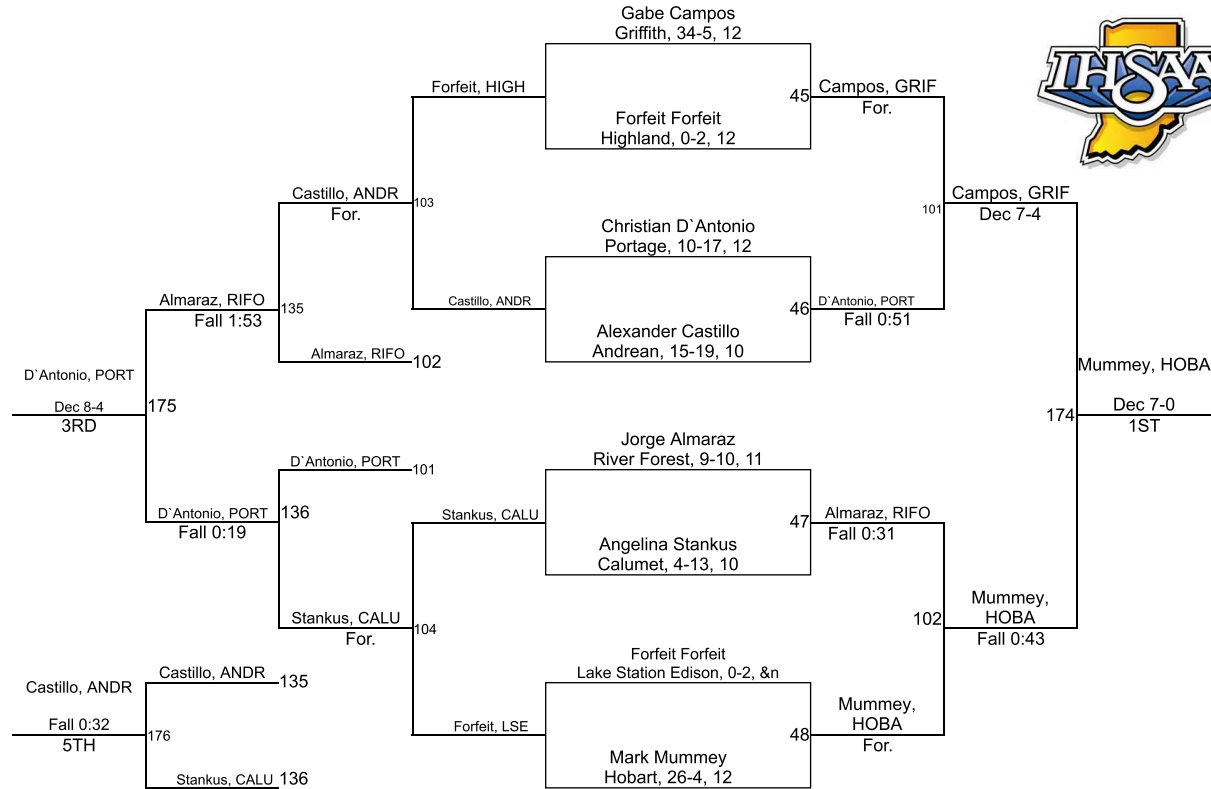 Gabe Campos
Griffith, 34-5, 12
IHSAA
Forfeit, HIGH
45
Campos, GRIF
For.
Forfeit Forfeit
Highland, 0-2, 12
Castillo, ANDR
For.
103
101
Campos, GRIF
Dec 7-4
Christian D`Antonio
Portage, 10-17, 12
Almaraz, RIFO
Fall 1:53
135
Castillo, ANDR
46
D`Antonio, PORT
Fall 0:51
Alexander Castillo
Andrean, 15-19, 10
Almaraz, RIFO
102
D`Antonio, PORT
Dec 8-4
3RD
175
Mummey, HOBA
Dec 7-0
1ST
174
Jorge Almaraz
River Forest, 9-10, 11
D`Antonio, PORT
101
D`Antonio, PORT
Fall 0:19
136
Stankus, CALU
47
Almaraz, RIFO
Fall 0:31
Angelina Stankus
Calumet, 4-13, 10
Stankus, CALU
For.
104
102
Mummey,
HOBA
Fall 0:43
Forfeit Forfeit
Lake Station Edison, 0-2, &n
Castillo, ANDR
135
Castillo, ANDR
Fall 0:32
5TH
176
Forfeit, LSE
48
Mummey,
HOBA
For.
Mark Mummey
Hobart, 26-4, 12
Stankus, CALU
136